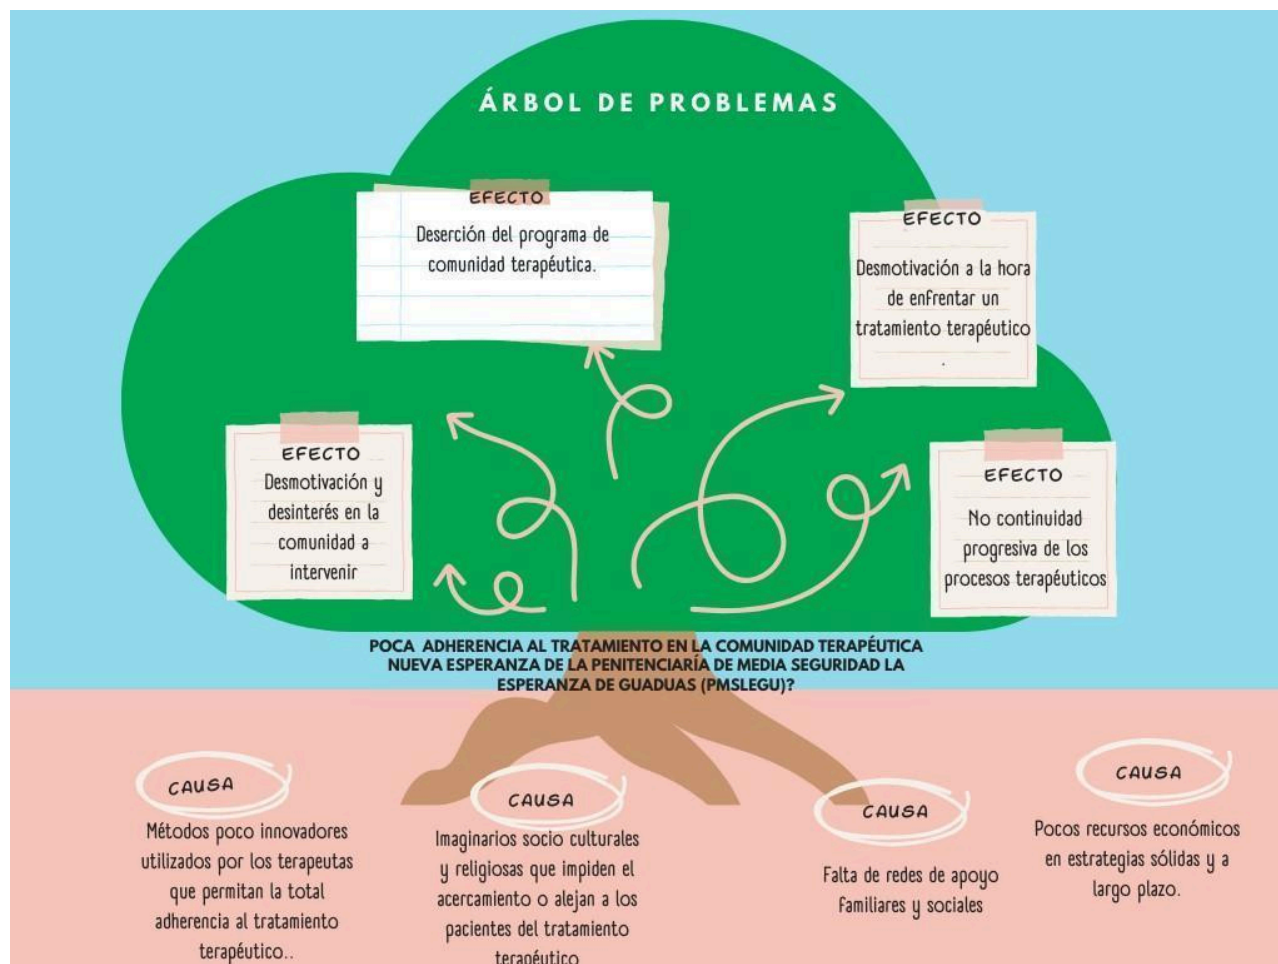 ÁRBOL DE PROBLEMAS
EFECTO
Deserción del programa de
comunidad terapéutica.
EFECTO
Desmotivación a la hora
de enfrentar un
tratamiento terapéutico
.
EFECTO
Desmotivación y
desinterés en la
comunidad a
intervenir
EFECTO
No continuidad
progresiva de los
procesos terapéuticos
POCA ADHERENCIA AL TRATAMIENTO EN LA COMUNIDAD TERAPÉUTICA
NUEVA ESPERANZA DE LA PENITENCIARÍA DE MEDIA SEGURIDAD LA
ESPERANZA DE GUADUAS (PMSLEGU)?
CAUSA
Métodos poco innovadores
utilizados por los terapeutas
que permitan la total
adherencia al tratamiento
terapéutico..
CAUSA
Imaginarios socio culturales
y religiosas que impiden el
acercamiento o alejan a los
pacientes del tratamiento
terapéutico
CAUSA
Falta de redes de apoyo
familiares y sociales
CAUSA
Pocos recursos económicos
en estrategias sólidas y a
largo plazo.